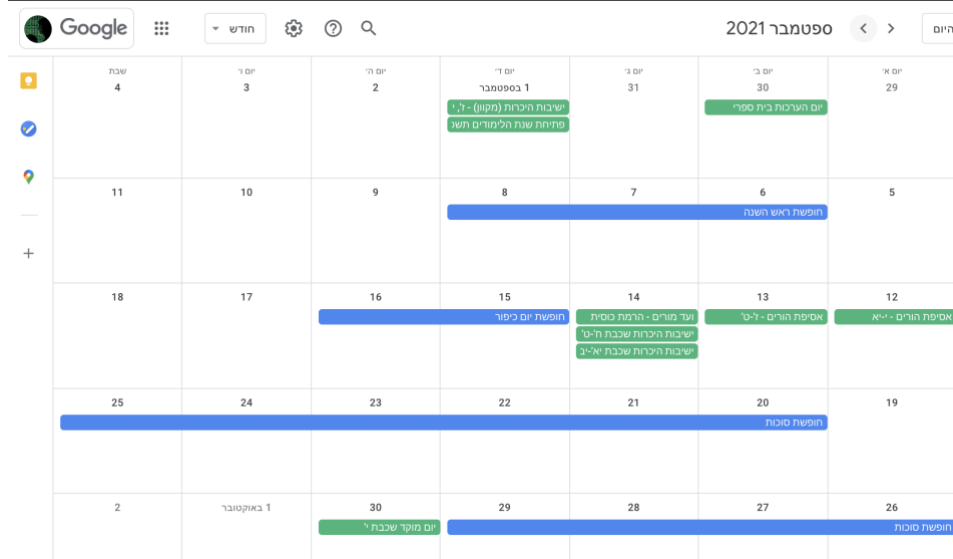 היום
ספטמבר 2021
חודש
Google
יום א׳
יום ב׳
יום ג׳
יום ד׳
יום ה׳
יום ו׳
שבת
29
30
31
1 בספטמבר
2
3
4
יום הערכות בית ספרי
ישיבות היכרות (מקוון) - ז', י
פתיחת שנת הלימודים
5
6
7
8
9
10
11
חופשת ראש השנה
12
13
14
15
16
17
18
אסיפת הורים - י-יא
אסיפת הורים - ז'-ט'
ועד מורים - הרמת כוסית
ישיבות היכרות שכבת ח'-ט'
ישיבות היכרות שכבת יא'-יב
חופשת יום כיפור
19
20
21
22
23
24
25
חופשת סוכות
26
27
28
29
30
1 באוקטובר
2
חופשת סוכות
יום מוקד שכבת י'